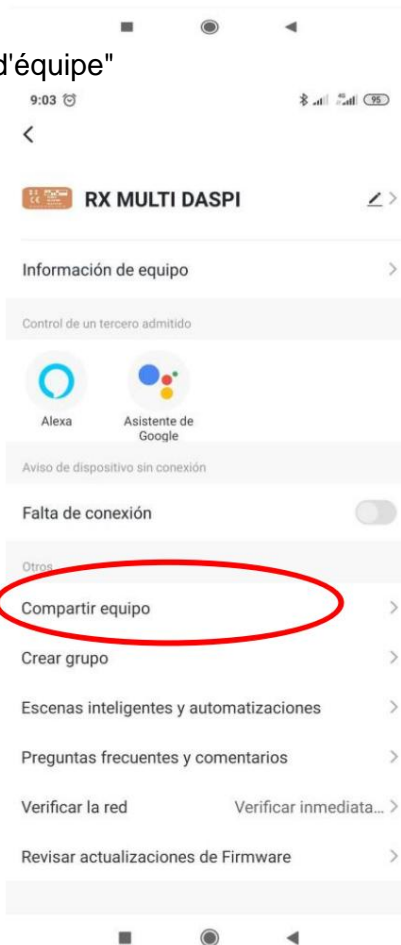 d'équipe"
9:03
95
RX MULTI DASPI
Información de equipo
Control de un tercero admitido
Alexa
Asistente de
Google
Aviso de dispositivo sin conexión
Falta de conexión
Otros
Compartir equipo
Crear grupo
Escenas inteligentes y automatizaciones
Preguntas frecuentes y comentarios
Verificar la red Verificar inmediata...
Revisar actualizaciones de Firmware